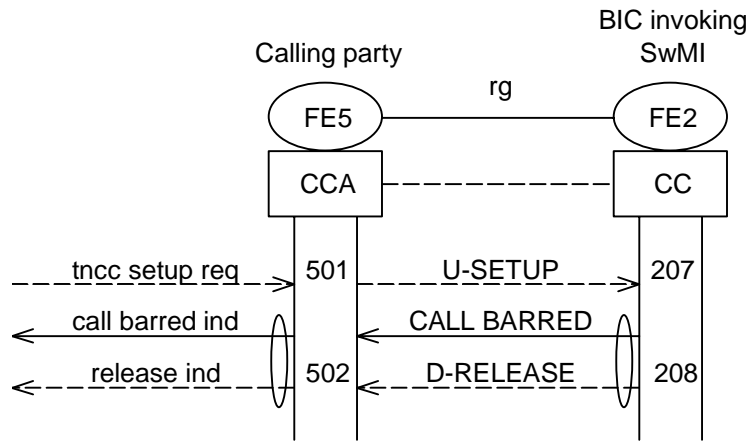 BIC invoking
SwMI
Calling party
rg
FE5
FE2
CCA
CC
tncc setup req
501
U-SETUP
207
call barred ind
CALL BARRED
release ind
502
D-RELEASE
208